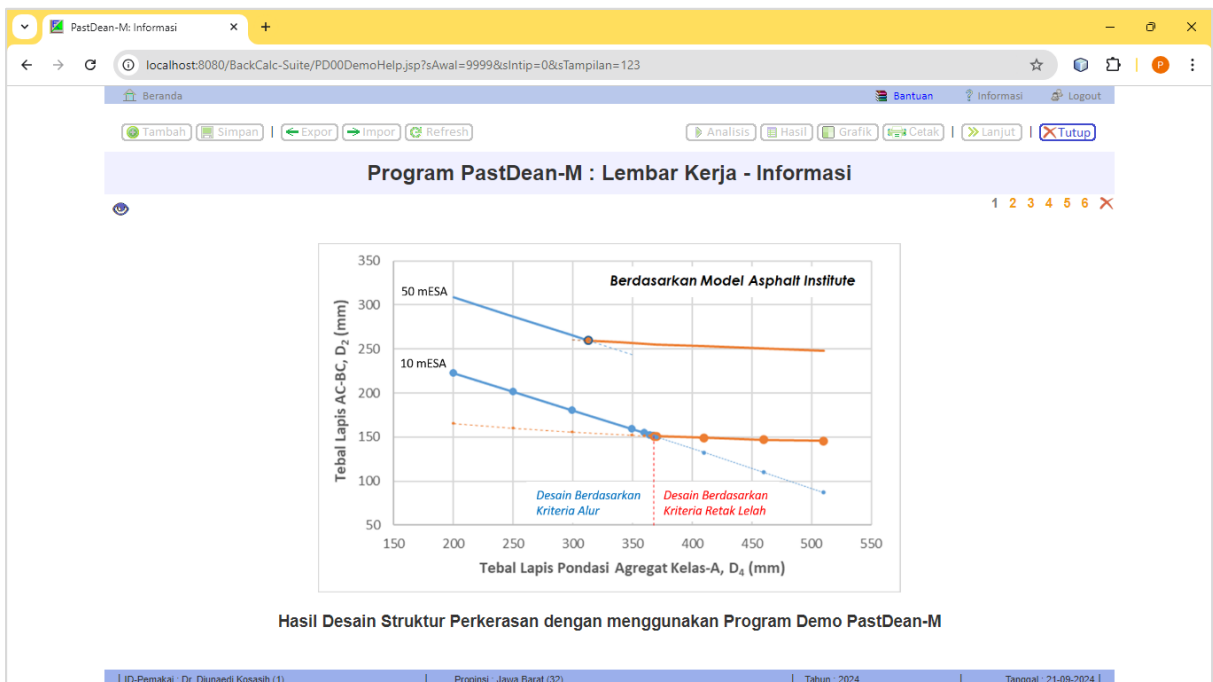 PastDean-M: Informasi
localhost:8080/BackCalc-Suite/PD00DemoHelp.jsp?sAwal=9999&sIntip=0&sTampilan=123
P
Beranda
Bantuan
Informasi
Logout
Tambah
Simpan
|
Expor
Impor
Refresh
Analisis
Hasil
Grafik
Cetak
|
Lanjut
|
Tutup
Program PastDean-M : Lembar Kerja - Informasi
1 2 3 4 5 6
Berdasarkan Model Asphalt Institute
50 mESA
10 mESA
Tebal Lapis AC-BC, D₂ (mm)
350
300
250
200
150
100
50
Desain Berdasarkan
Kriteria Alur
Desain Berdasarkan
Kriteria Retak Lelah
150 200 250 300 350 400 450 500 550
Tebal Lapis Pondasi Agregat Kelas-A, D₄ (mm)
Hasil Desain Struktur Perkerasan dengan menggunakan Program Demo PastDean-M
| ID-Pemakai : Dr. Djunaedi Kosasih (1)
| Propinsi : Jawa Barat (32)
| Tahun : 2024
| Tanggal : 21-09-2024 |